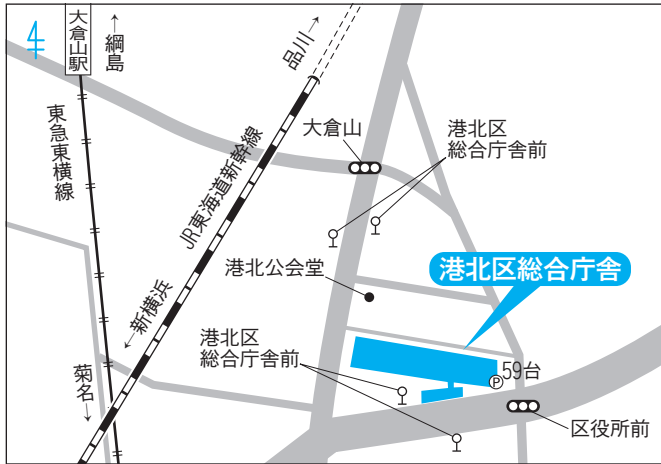 大倉山駅
→綱島
品川→
東急東横線
JR東海道新幹線
大倉山
港北区
総合庁舎前
港北公会堂
港北区総合庁舎
←新横浜
港北区
総合庁舎前
菊名→
P
59台
区役所前